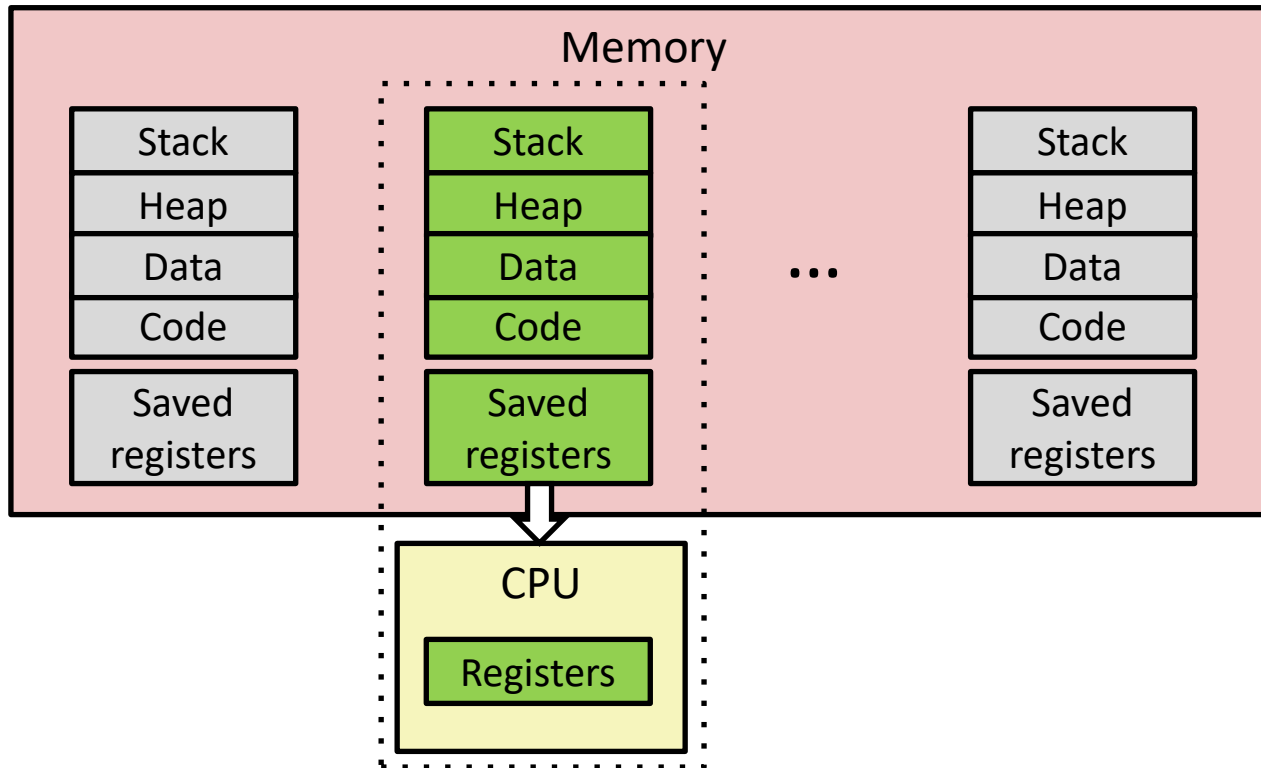 Memory
Stack
Heap
Data
Code
Saved
registers
Stack
Heap
Data
Code
Saved
registers
...
Stack
Heap
Data
Code
Saved
registers
CPU
Registers